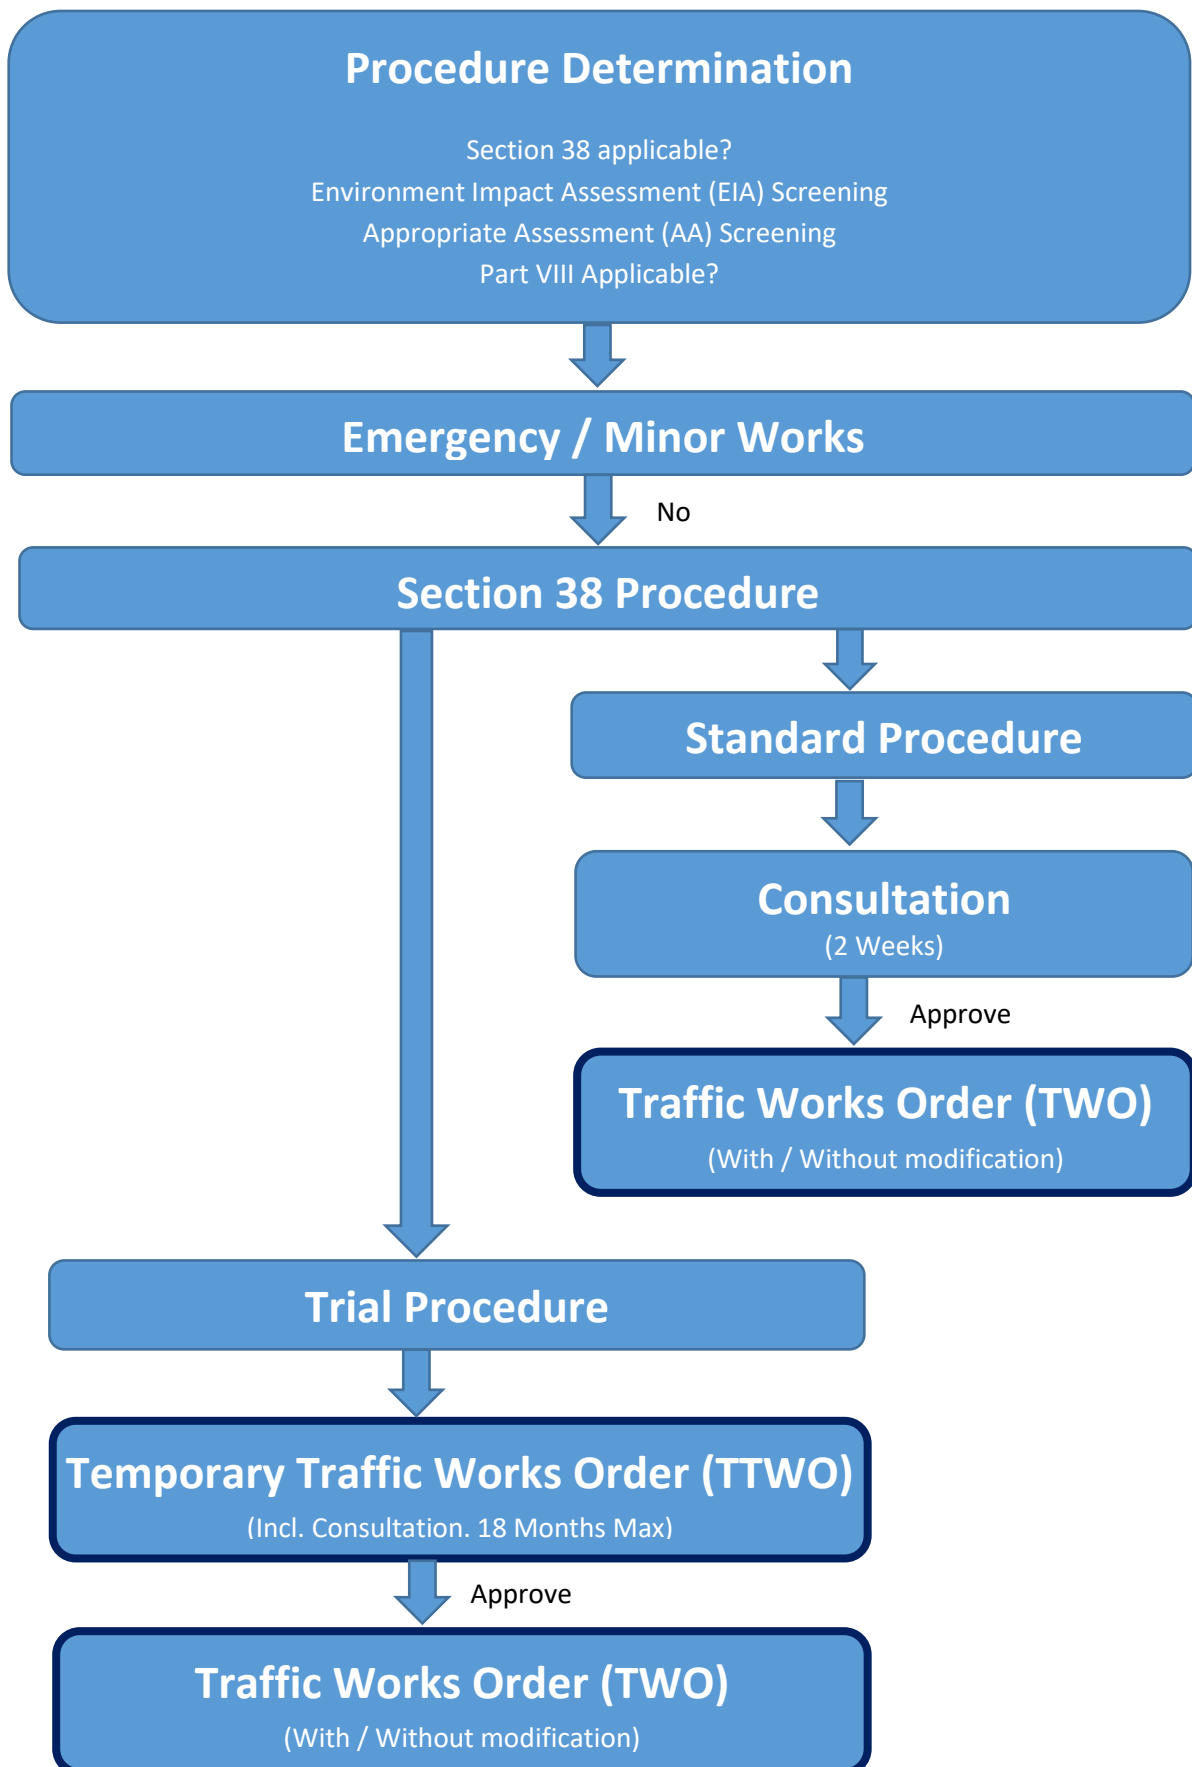 Procedure Determination
Section 38 applicable?
Environment Impact Assessment (EIA) Screening
Appropriate Assessment (AA) Screening
Part VIII Applicable?
Emergency / Minor Works
No
Section 38 Procedure
Standard Procedure
Consultation
(2 Weeks)
Approve
Traffic Works Order (TWO)
(With / Without modification)
Trial Procedure
Temporary Traffic Works Order (TTWO)
(Incl. Consultation. 18 Months Max)
Approve
Traffic Works Order (TWO)
(With / Without modification)